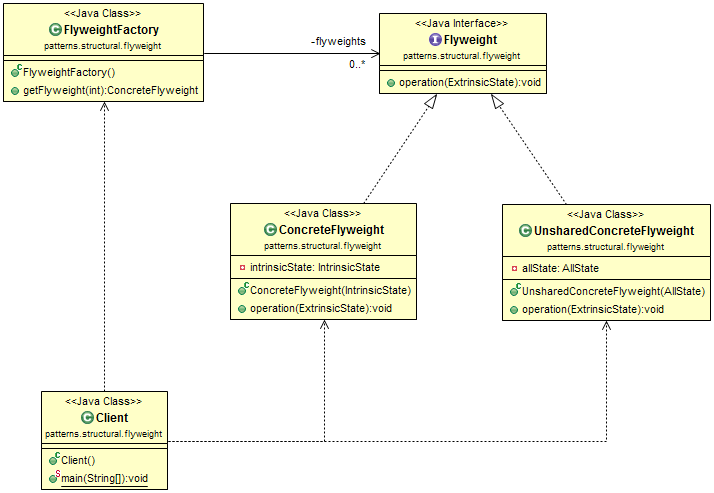 <<Java Class>>
FlyweightFactory
patterns.structural.flyweight
FlyweightFactory()
getFlyweight(int):ConcreteFlyweight
-flyweights
0..*
<<Java Interface>>
Flyweight
patterns.structural.flyweight
operation(ExtrinsicState):void
<<Java Class>>
ConcreteFlyweight
patterns.structural.flyweight
intrinsicState: IntrinsicState
ConcreteFlyweight(IntrinsicState)
operation(ExtrinsicState):void
<<Java Class>>
UnsharedConcreteFlyweight
patterns.structural.flyweight
allState: AllState
UnsharedConcreteFlyweight(AllState)
operation(ExtrinsicState):void
<<Java Class>>
Client
patterns.structural.flyweight
Client()
main(String[]):void